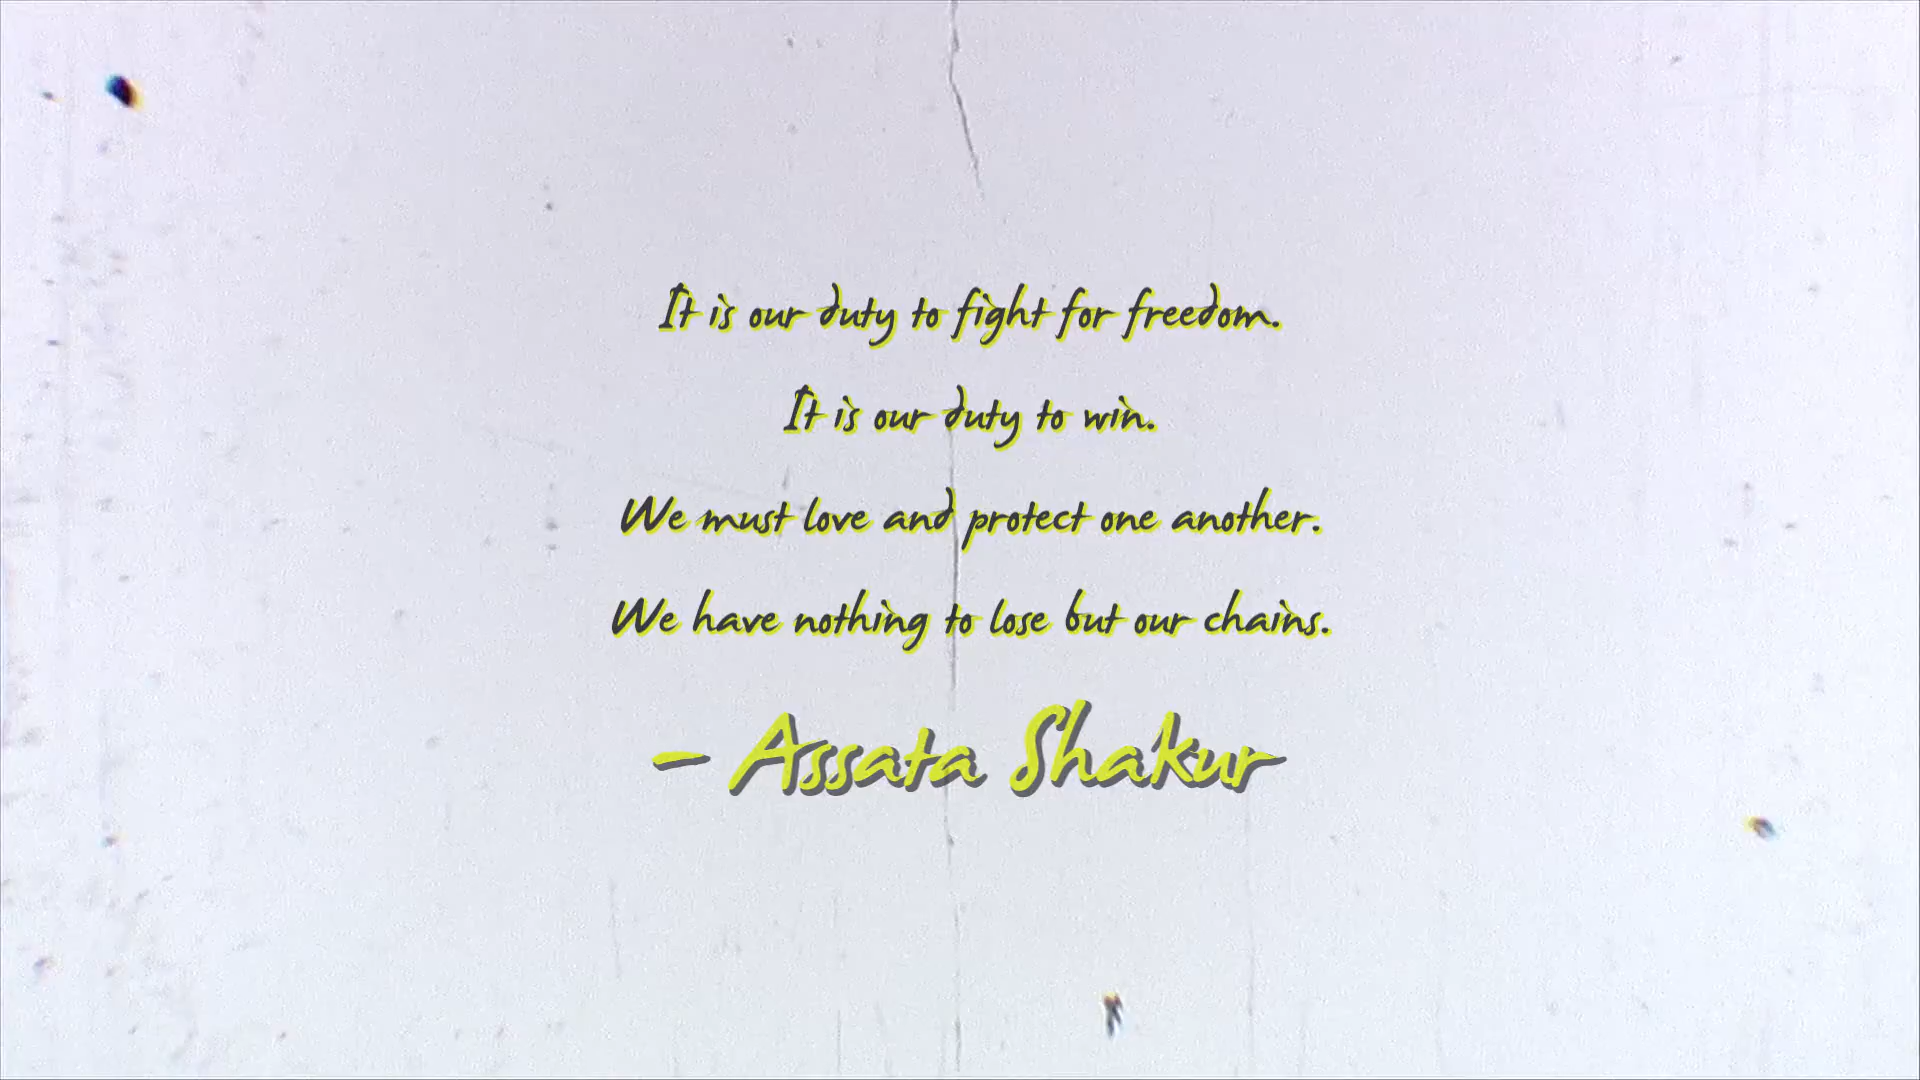 It is our duty to fight for freedom.
It is our duty to win.
We must love and protect one another.
We have nothing to lose but our chains.
- Assata Shakur